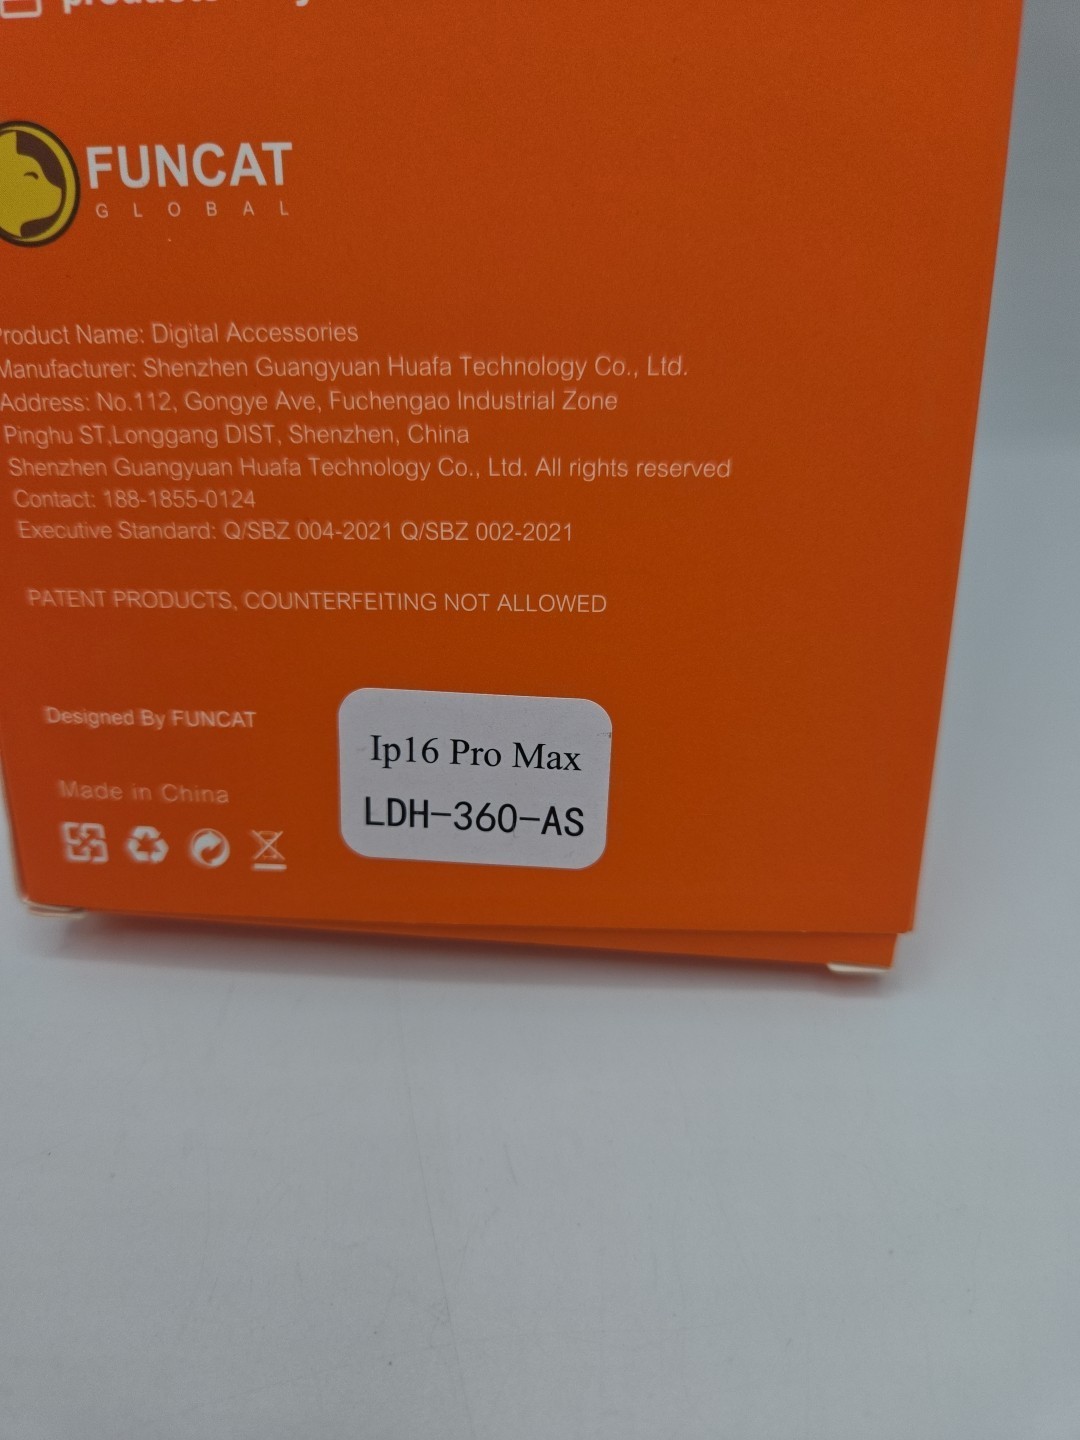 FUNCAT
GLOBAL
Product Name: Digital Accessories
Manufacturer: Shenzhen Guangyuan Huafa Technology Co., Ltd.
Address: No.112, Gongye Ave, Fuchengao Industrial Zone
Pinghu ST,Longgang DIST, Shenzhen, China
Shenzhen Guangyuan Huafa Technology Co., Ltd. All rights reserved
Contact: 188-1855-0124
Executive Standard: Q/SBZ 004-2021 Q/SBZ 002-2021
PATENT PRODUCTS, COUNTERFEITING NOT ALLOWED
Designed By FUNCAT
Made in China
Ip16 Pro Max
LDH-360-AS